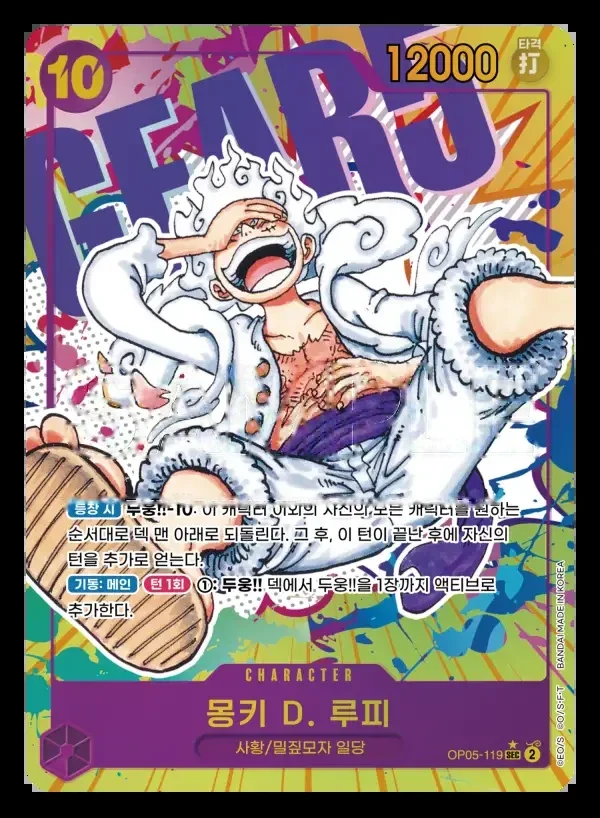 10
12000
타격
打
GEAR5
등장 시 두웅!!-10: 이 캐릭터 이외의 자신의 모든 캐릭터를 원하는
순서대로 덱 맨 아래로 되돌린다. 그 후, 이 턴이 끝난 후에 자신의
턴을 추가로 얻는다.
기동: 메인 턴 1회 ①: 두웅!! 덱에서 두웅!!을 1장까지 액티브로
추가한다.
CHARACTER
몽키 D. 루피
사황/밀짚모자 일당
OP05-119 SEC 2
©EO/S ©O/S·F·T BANDAI MADE IN KOREA